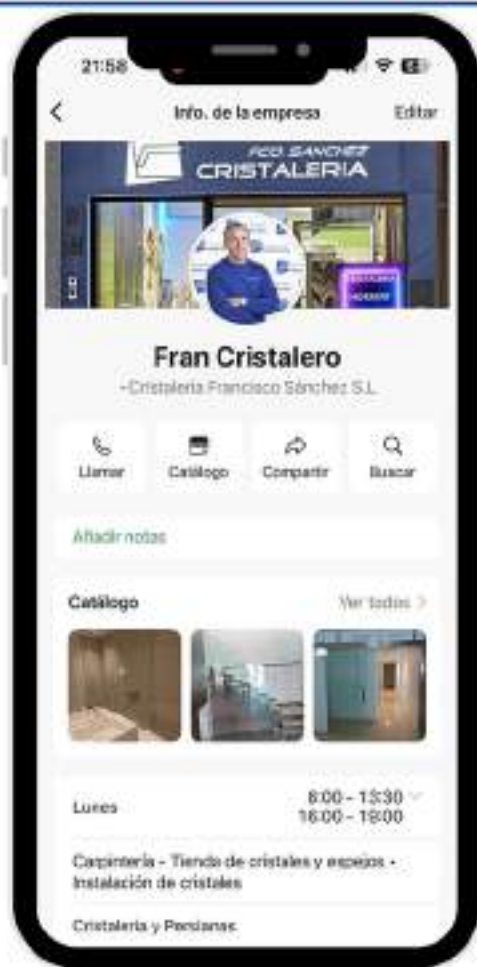 21:58
Info. de la empresa
Editar
FCO. SANCHEZ
CRISTALERIA
Fran Cristalero
~Cristaleria Francisco Sánchez S.L
Llamar
Catálogo
Compartir
Buscar
Añadir notas
Catálogo
Ver todos
Lunes
8:00 - 13:30
16:00 - 19:00
Carpintería - Tienda de cristales y espejos •
Instalación de cristales
Cristaleria y Persianas